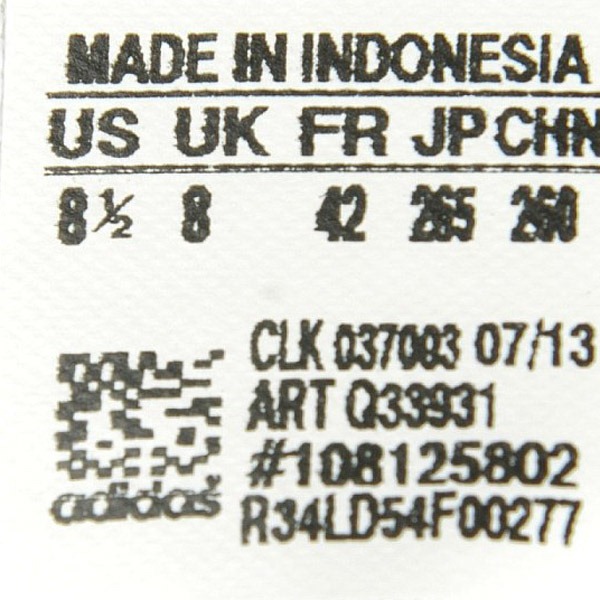 MADE IN INDONESIA
US UK FR JP CHN
8½ 8 42 265 260
CLK 037003 07/13
ART Q33931
#108125802
R34LD54F00277
adidas